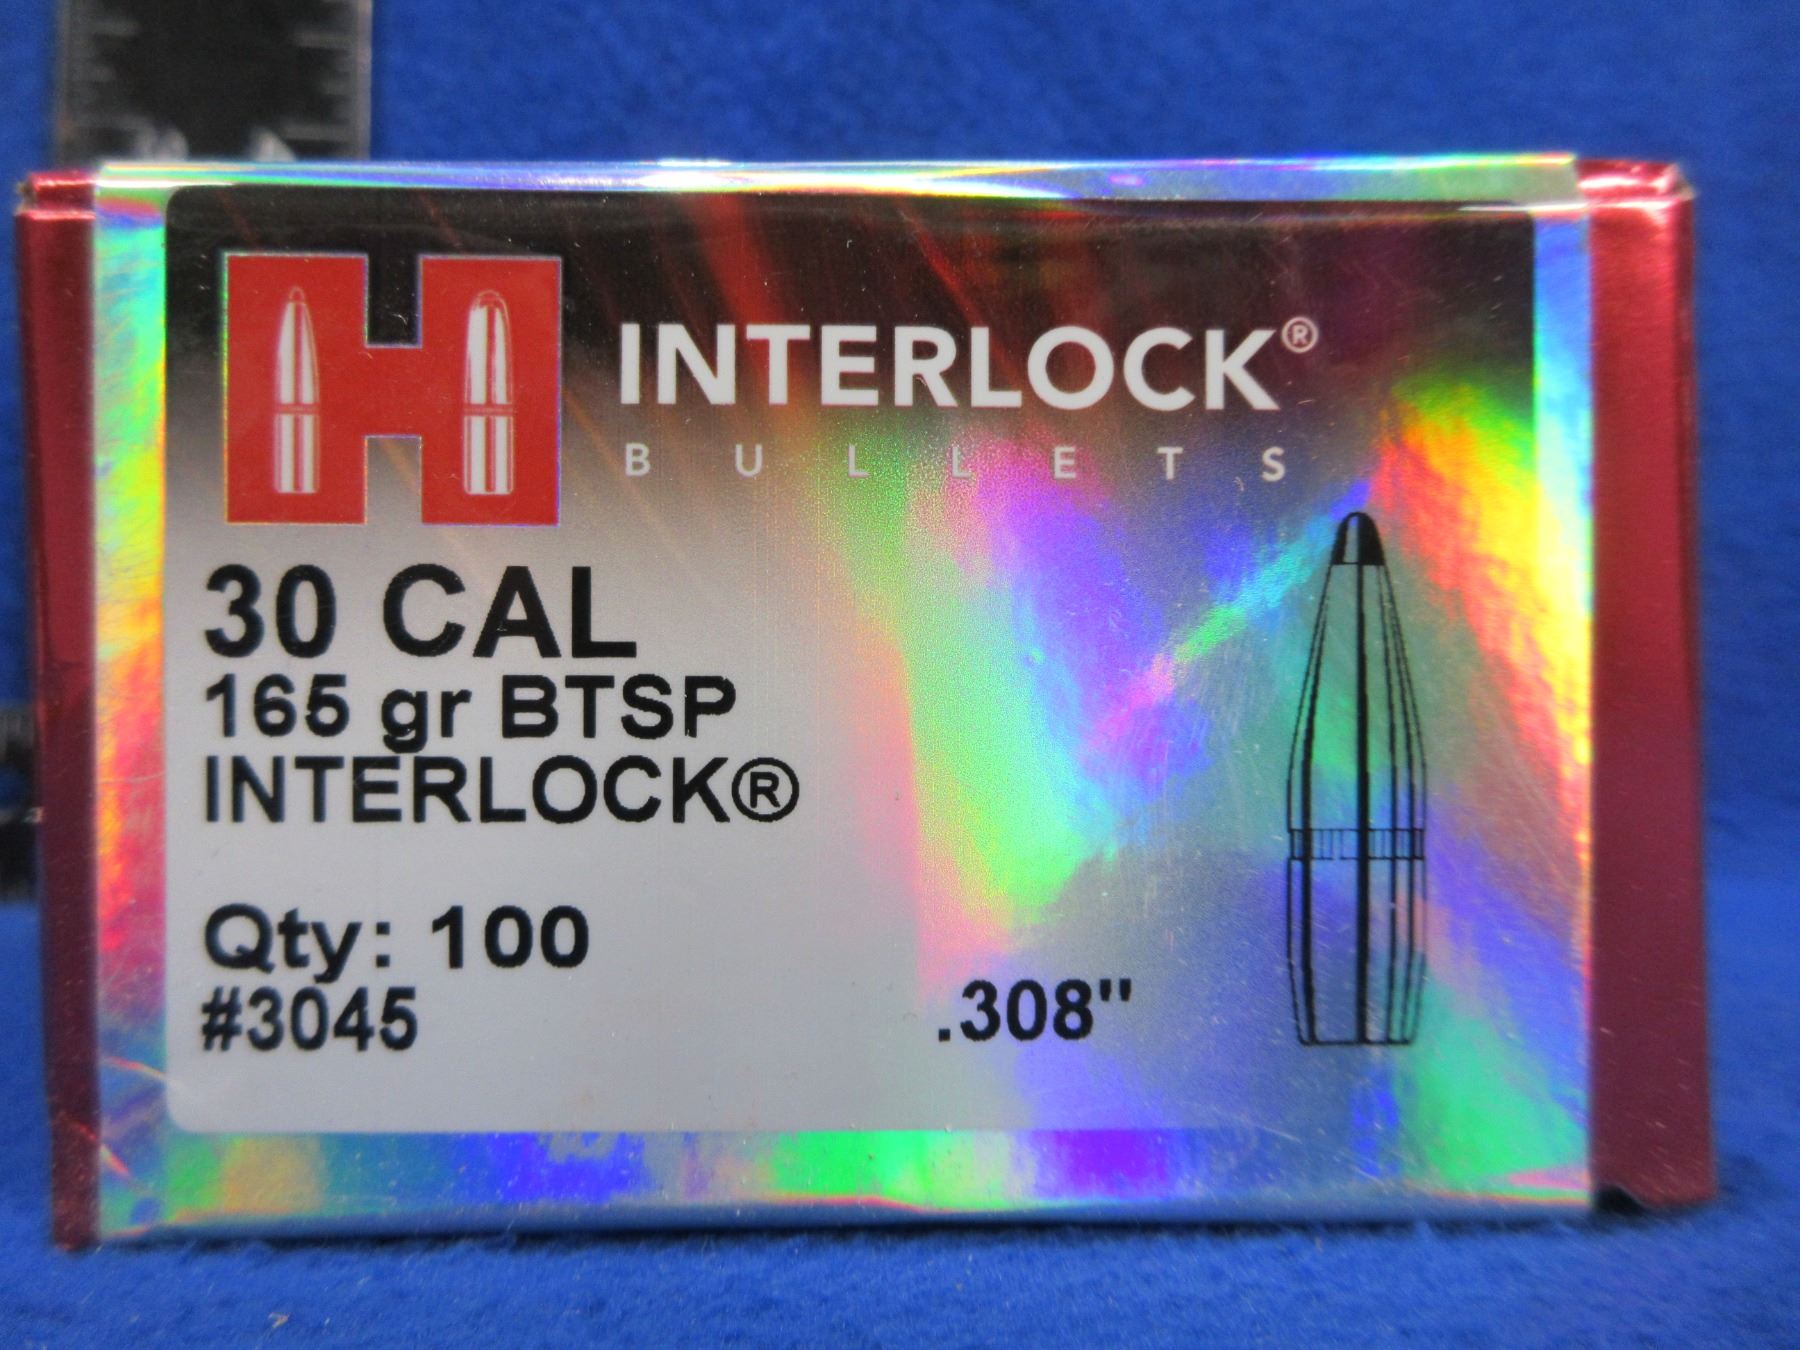 INTERLOCK®
BULLETS
30 CAL
165 gr BTSP
INTERLOCK®
Qty: 100
#3045
.308"